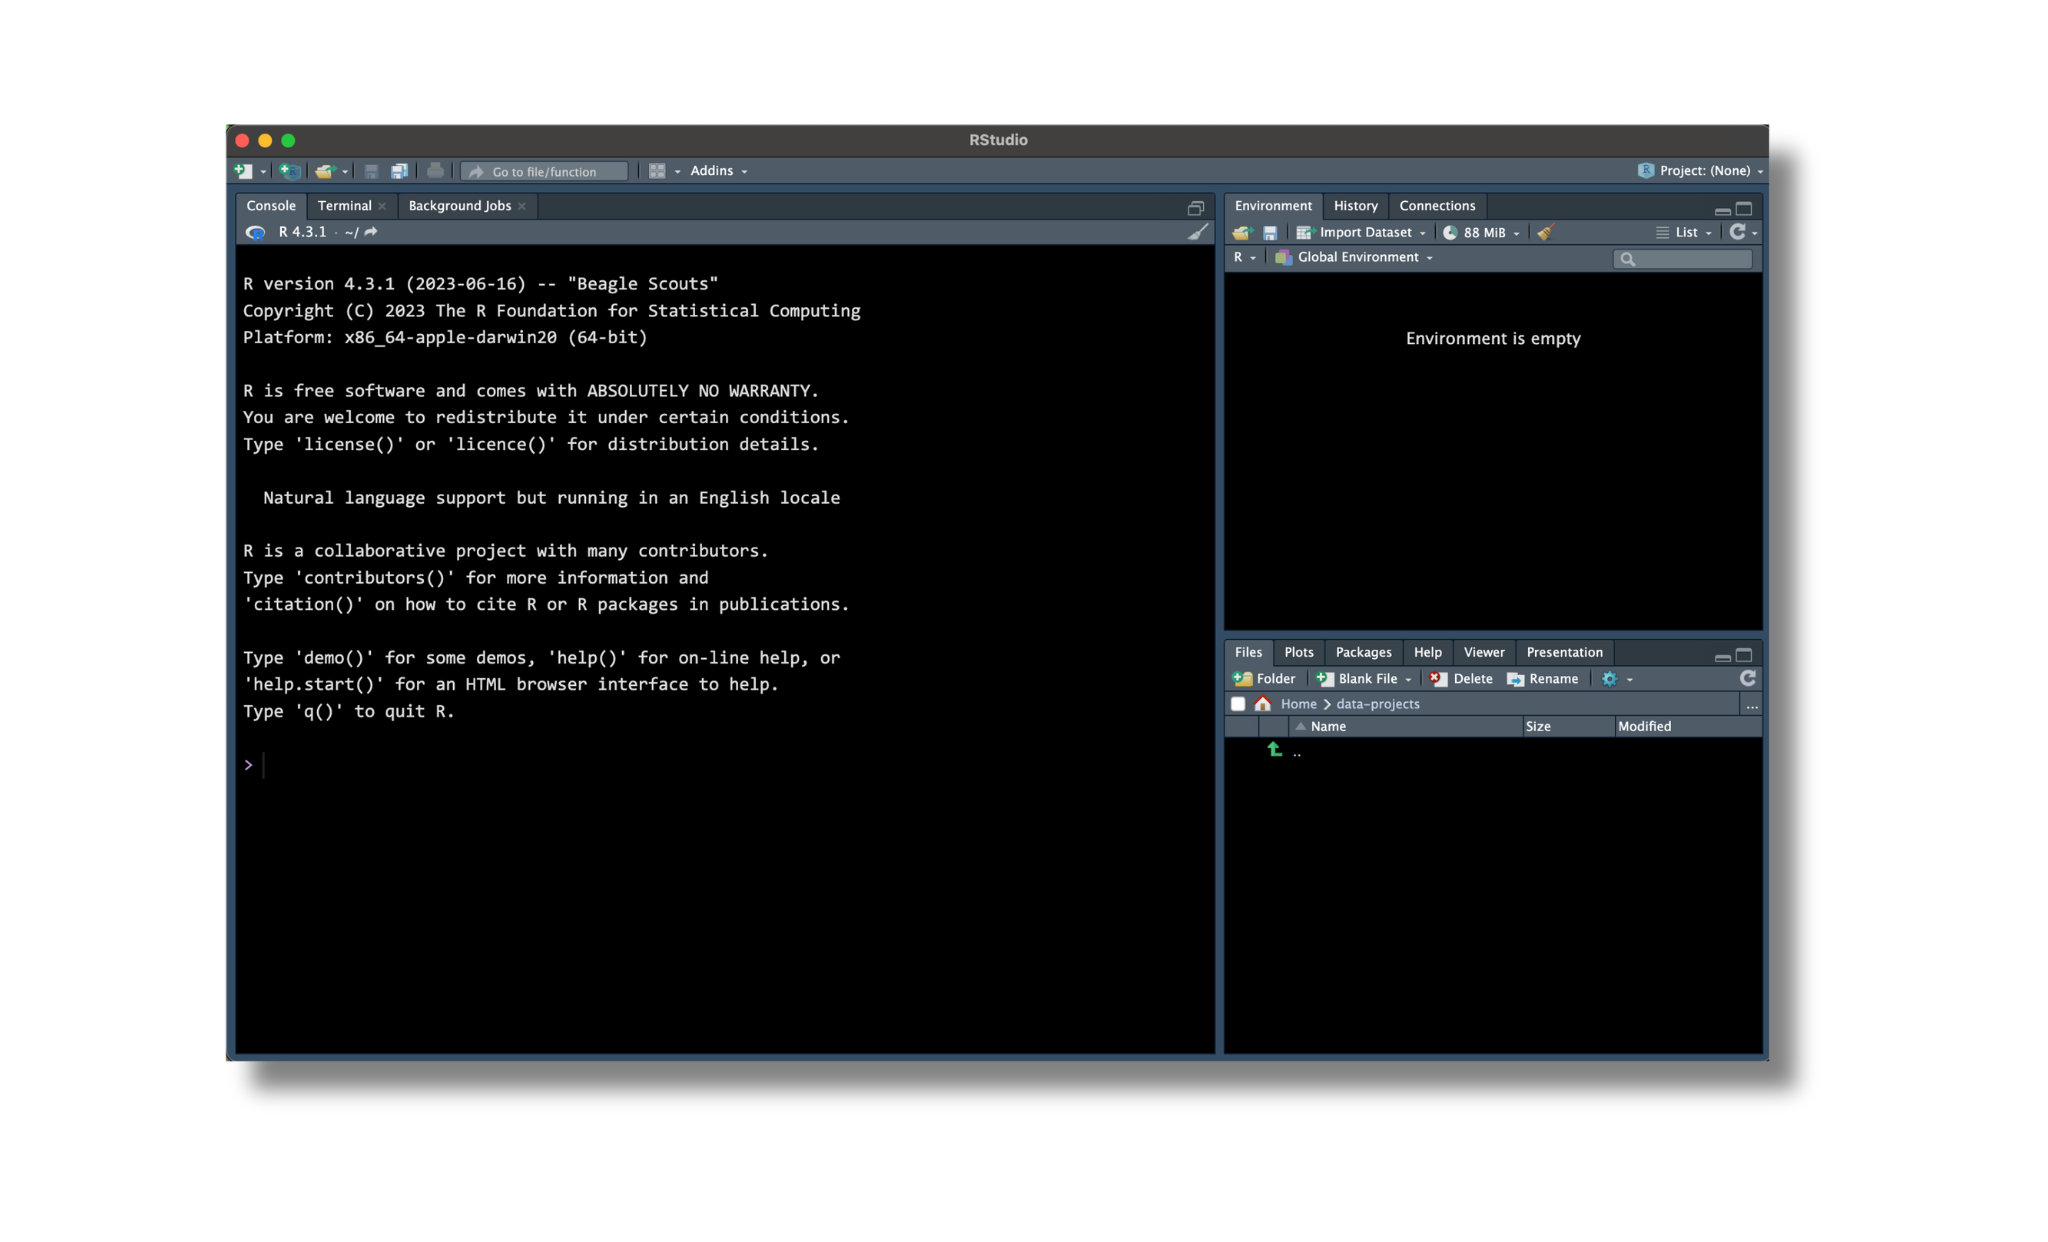 RStudio
Go to file/function Addins Project: (None)
Console Terminal Background Jobs
R 4.3.1 · ~/
R version 4.3.1 (2023-06-16) -- "Beagle Scouts"
Copyright (C) 2023 The R Foundation for Statistical Computing
Platform: x86_64-apple-darwin20 (64-bit)
R is free software and comes with ABSOLUTELY NO WARRANTY.
You are welcome to redistribute it under certain conditions.
Type 'license()' or 'licence()' for distribution details.
Natural language support but running in an English locale
R is a collaborative project with many contributors.
Type 'contributors()' for more information and
'citation()' on how to cite R or R packages in publications.
Type 'demo()' for some demos, 'help()' for on-line help, or
'help.start()' for an HTML browser interface to help.
Type 'q()' to quit R.
>
Environment History Connections
Import Dataset 88 MiB List
R Global Environment
Environment is empty
Files Plots Packages Help Viewer Presentation
Folder Blank File Delete Rename
Home data-projects ...
Name Size Modified
..